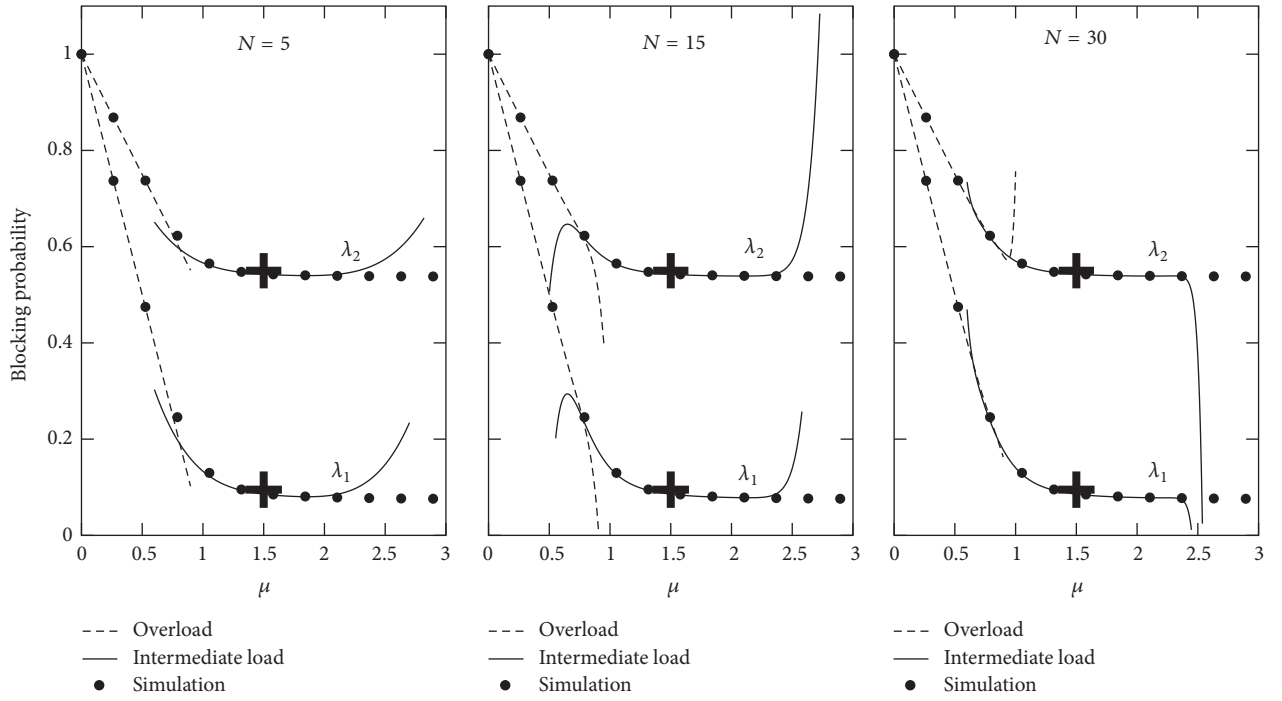 N = 5
N = 15
N = 30
Blocking probability
1
0.8
0.6
0.4
0.2
0
λ2
λ1
λ2
λ1
λ2
λ1
0 0.5 1 1.5 2 2.5 3
0 0.5 1 1.5 2 2.5 3
0 0.5 1 1.5 2 2.5 3
μ
μ
μ
Overload
Intermediate load
Simulation
Overload
Intermediate load
Simulation
Overload
Intermediate load
Simulation